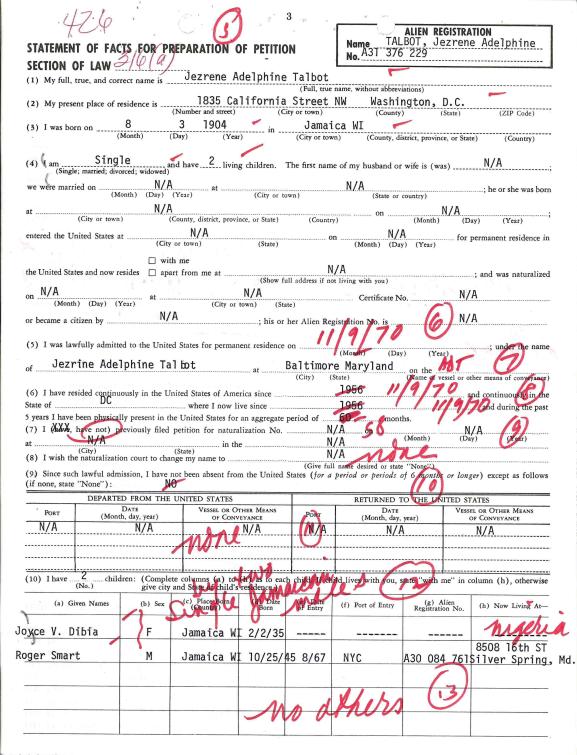 3
426
5
ALIEN REGISTRATION
Name TALBOT, Jezrene Adelphine
No. A31 376 229
STATEMENT OF FACTS FOR PREPARATION OF PETITION
SECTION OF LAW 316(a)
(1) My full, true, and correct name is Jezrene Adelphine Talbot
(Full, true name, without abbreviations)
(2) My present place of residence is 1835 California Street NW Washington, D.C.
(Number and street) (City or town) (County) (State) (ZIP Code)
(3) I was born on 8 3 1904 in Jamaica WI
(Month) (Day) (Year) (City or town) (County, district, province, or State) (Country)
(4) I am Single and have 2 living children. The first name of my husband or wife is (was) N/A
(Single; married; divorced; widowed)
we were married on N/A at N/A ; he or she was born
(Month) (Day) (Year) (City or town) (State or country)
at N/A on N/A ;
(City or town) (County, district, province, or State) (Country) (Month) (Day) (Year)
entered the United States at N/A on N/A for permanent residence in
(City or town) (State) (Month) (Day) (Year)
with me
the United States and now resides apart from me at N/A ; and was naturalized
(Show full address if not living with you)
on N/A at N/A Certificate No. N/A
(Month) (Day) (Year) (City or town) (State)
or became a citizen by N/A ; his or her Alien Registration No. is 6 N/A
(5) I was lawfully admitted to the United States for permanent residence on 11/9/70 ; under the name
(Month) (Day) (Year) 7
of Jezrine Adelphine Talbot at Baltimore Maryland on the
(City) (State) (Name of vessel or other means of conveyance)
(6) I have resided continuously in the United States of America since 1956 11/9/70 and continuously in the
State of DC where I now live since 1956 11/9/70 and during the past
5 years I have been physically present in the United States for an aggregate period of 60 58 months.
(7) I (XXX, have not) previously filed petition for naturalization No. N/A N/A 9
(Month) (Day) (Year)
at N/A in the N/A
(City) (State)
(8) I wish the naturalization court to change my name to N/A none
(Give full name desired or state "None")
(9) Since such lawful admission, I have not been absent from the United States (for a period or periods of 6 months or longer) except as follows
(if none, state "None"): NO 10
DEPARTED FROM THE UNITED STATES RETURNED TO THE UNITED STATES
PORT DATE (Month, day, year) VESSEL OR OTHER MEANS OF CONVEYANCE PORT DATE (Month, day, year) VESSEL OR OTHER MEANS OF CONVEYANCE
N/A N/A N/A N/A N/A N/A
none
(10) I have 2 children: (Complete columns (a) to (h) as to each child. If child lives with you, state "with me" in column (h), otherwise
(No.) give city and State of child's residence.)
single Jamaican
(a) Given Names (b) Sex (c) Place Born (Country) (d) Date Born (e) Date of Entry (f) Port of Entry (g) Alien Registration No. (h) Now Living At—
Joyce V. Dibia F Jamaica WI 2/2/35 ----- ----- ----- nigeria
8508 16th ST
Roger Smart M Jamaica WI 10/25/45 8/67 NYC A30 084 761 Silver Spring, Md.
13
no others